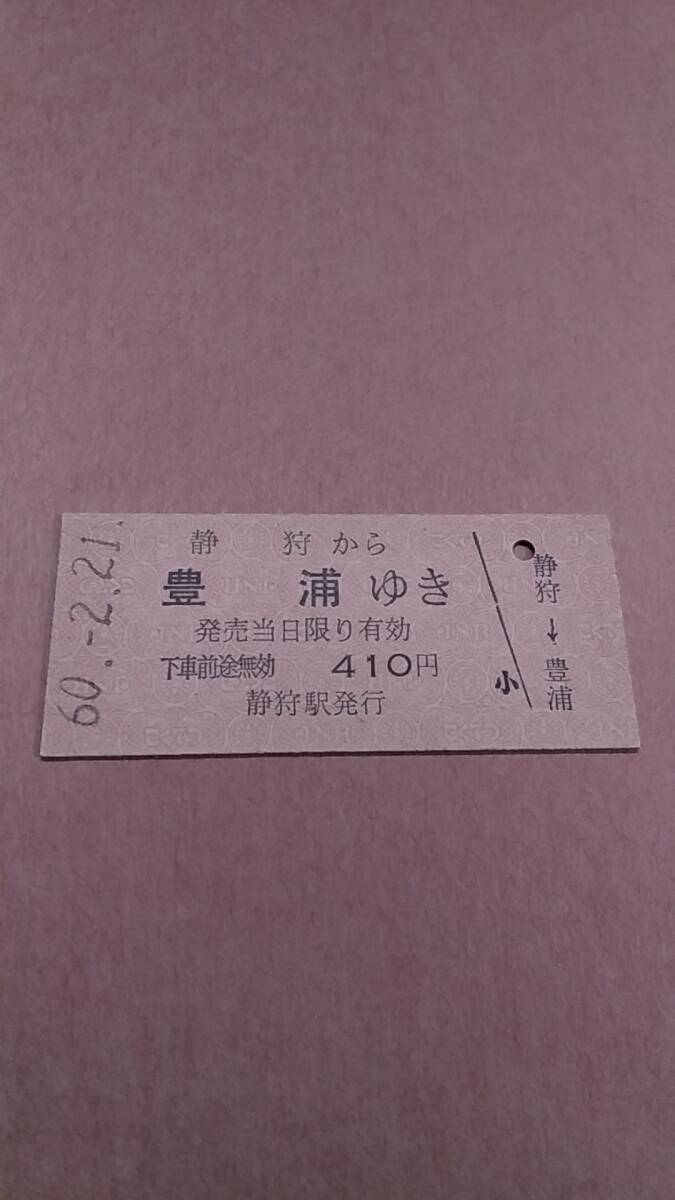 60.-2.21.
静 狩から
豊 浦ゆき
発売当日限り有効
下車前途無効 410円
静狩駅発行
小
静狩→豊浦